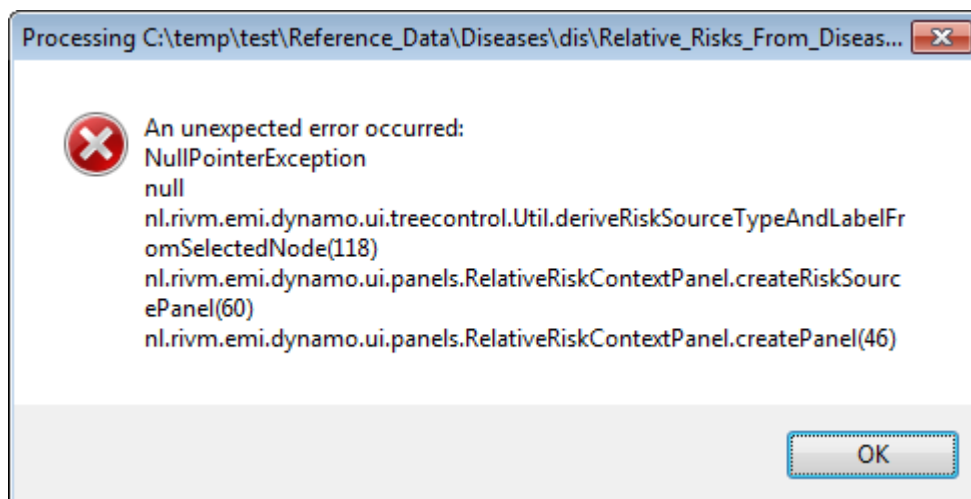 Processing C:\temp\test\Reference_Data\Diseases\dis\Relative_Risks_From_Diseas...
An unexpected error occurred:
NullPointerException
null
nl.rivm.emi.dynamo.ui.treecontrol.Util.deriveRiskSourceTypeAndLabelFr
omSelectedNode(118)
nl.rivm.emi.dynamo.ui.panels.RelativeRiskContextPanel.createRiskSourc
ePanel(60)
nl.rivm.emi.dynamo.ui.panels.RelativeRiskContextPanel.createPanel(46)
OK